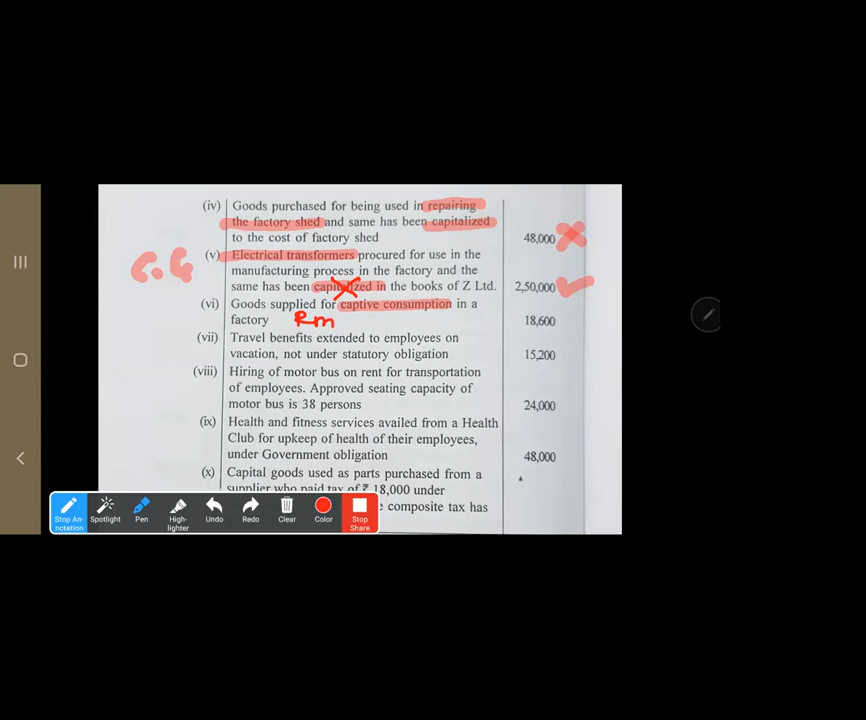 (iv) Goods purchased for being used in repairing
the factory shed and same has been capitalized
to the cost of factory shed 48,000
C.G (v) Electrical transformers procured for use in the
manufacturing process in the factory and the
same has been capitalized in the books of Z Ltd. 2,50,000
(vi) Goods supplied for captive consumption in a
factory Rm 18,600
(vii) Travel benefits extended to employees on
vacation, not under statutory obligation 15,200
(viii) Hiring of motor bus on rent for transportation
of employees. Approved seating capacity of
motor bus is 38 persons 24,000
(ix) Health and fitness services availed from a Health
Club for upkeep of health of their employees,
under Government obligation 48,000
(x) Capital goods used as parts purchased from a
supplier who paid tax of ₹ 18,000 under
composite tax has
Stop An-
notation
Spotlight
Pen
High-
lighter
Undo
Redo
Clear
Color
Stop
Share